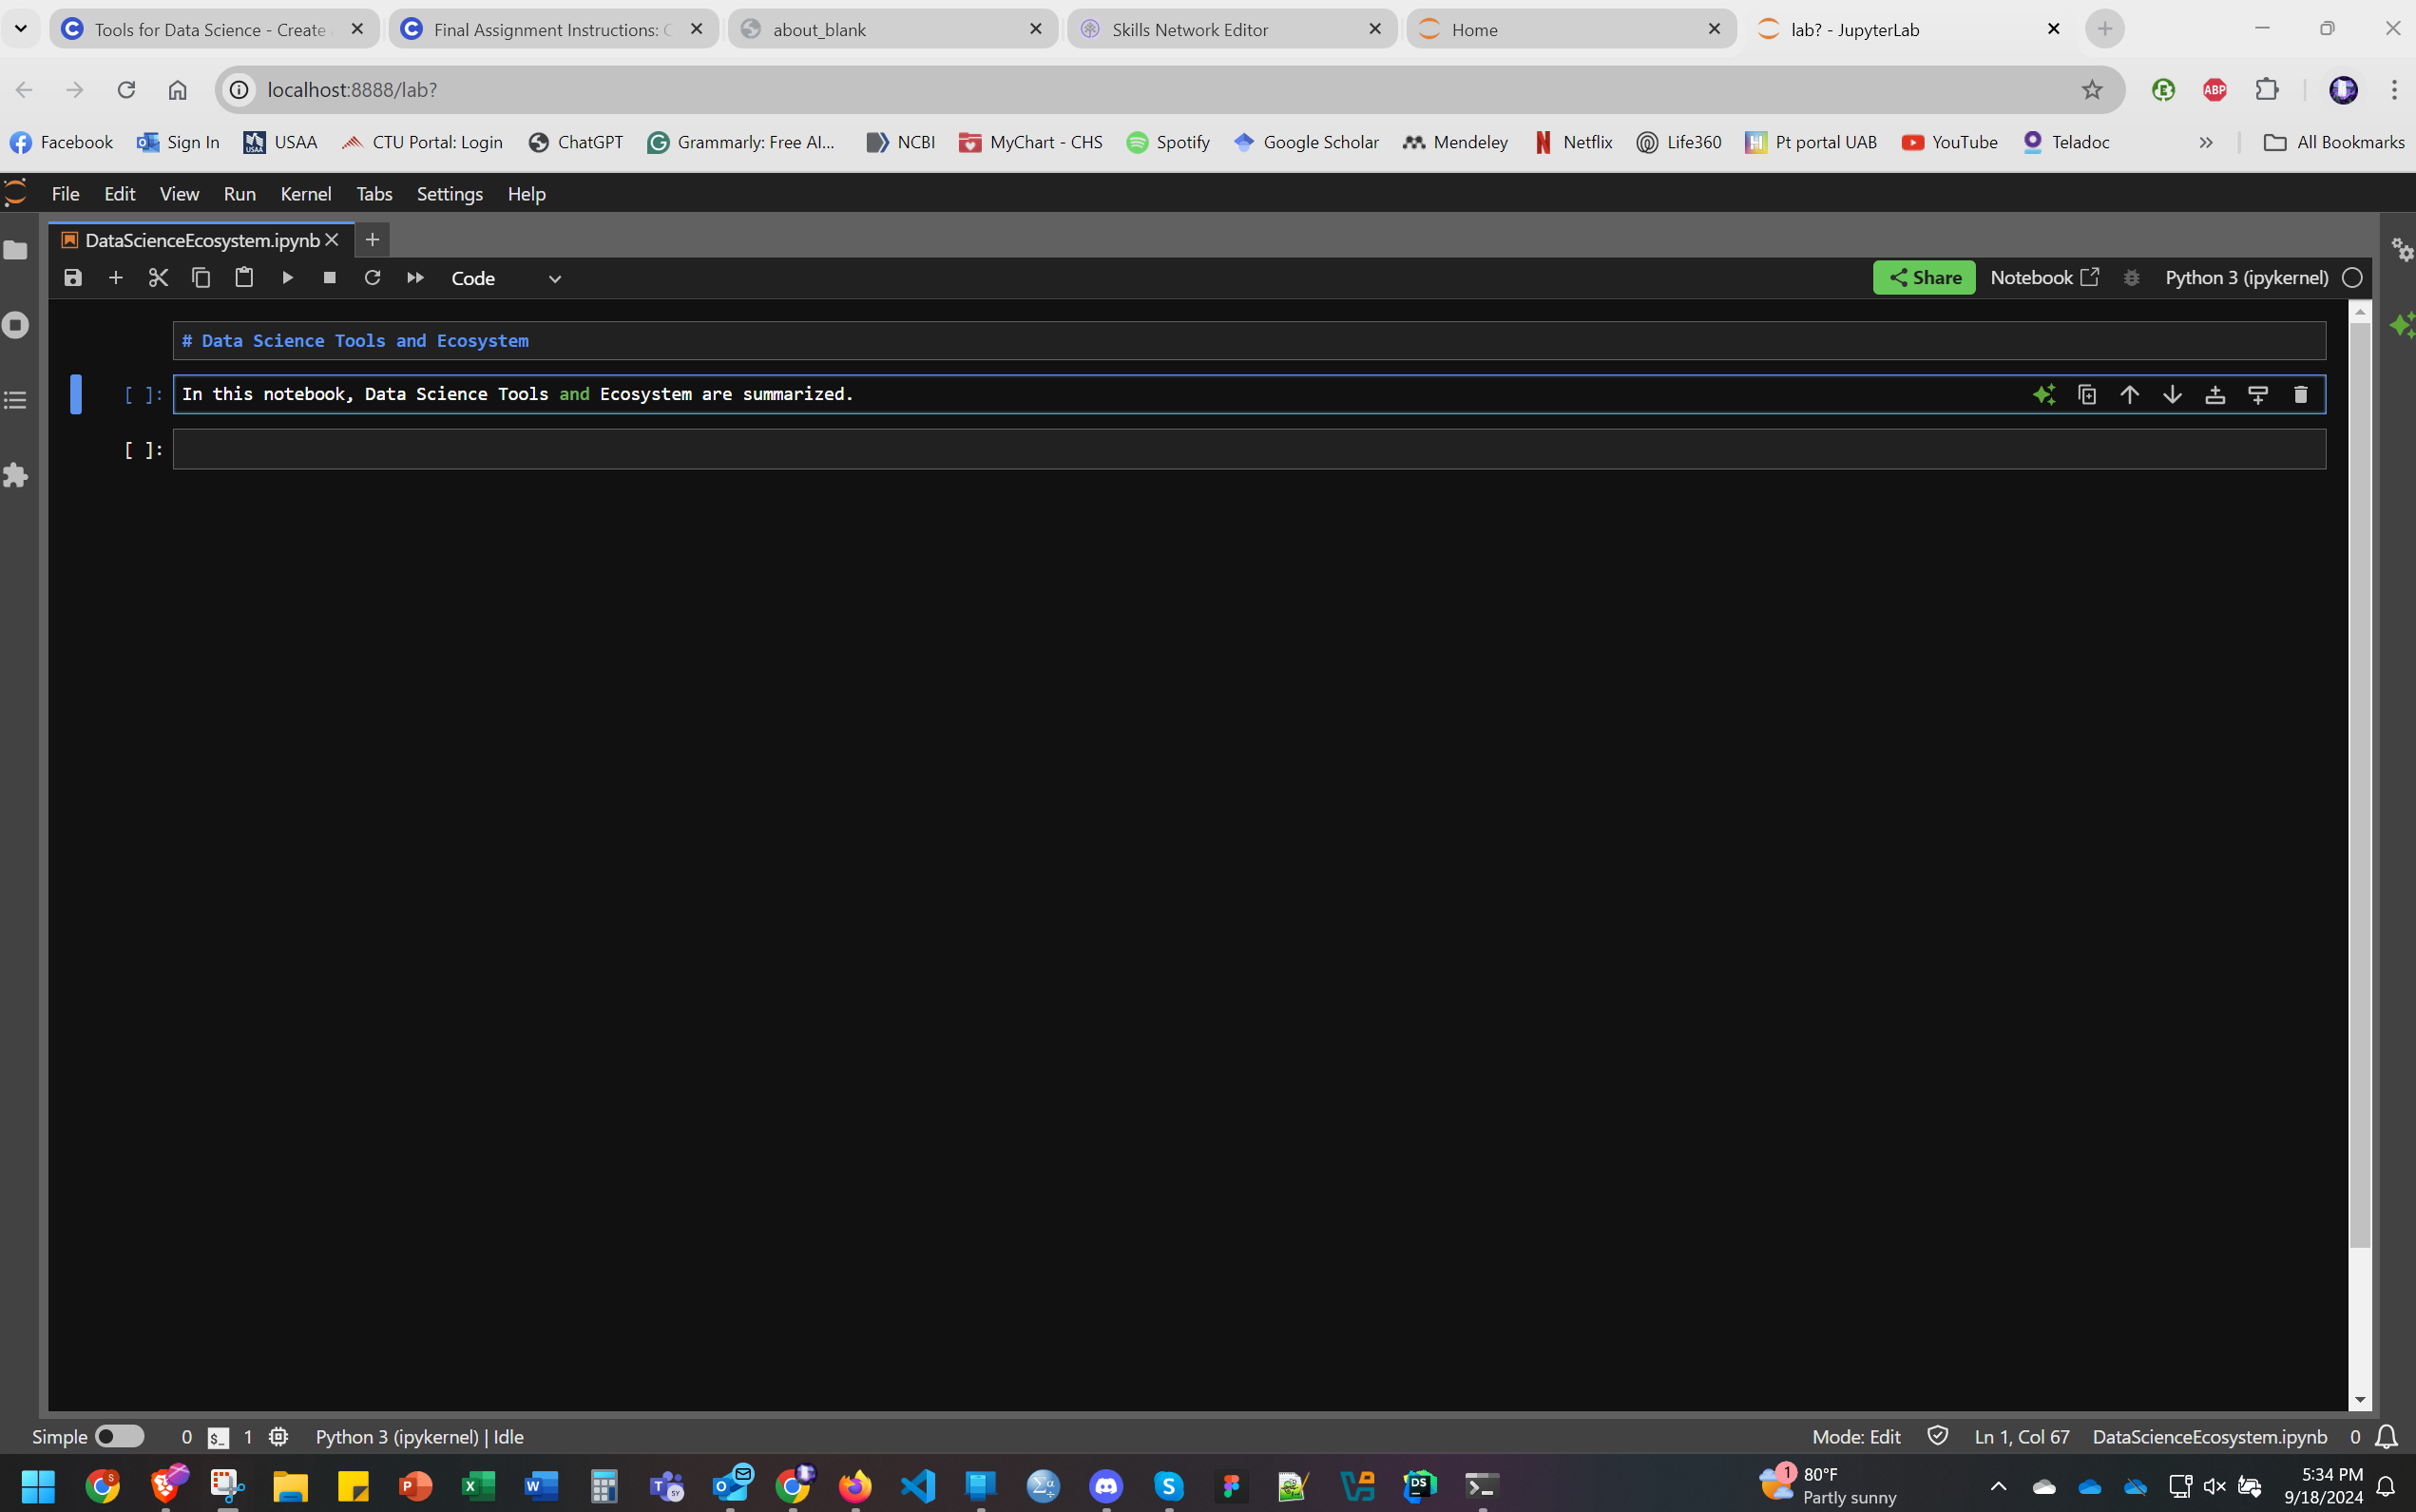 Tools for Data Science - Create
Final Assignment Instructions: C
about_blank
Skills Network Editor
Home
lab? - JupyterLab
localhost:8888/lab?
ABP
Facebook
Sign In
USAA
CTU Portal: Login
ChatGPT
Grammarly: Free AI...
NCBI
MyChart - CHS
Spotify
Google Scholar
Mendeley
Netflix
Life360
Pt portal UAB
YouTube
Teladoc
All Bookmarks
File Edit View Run Kernel Tabs Settings Help
DataScienceEcosystem.ipynb
Code
Share
Notebook
Python 3 (ipykernel)
# Data Science Tools and Ecosystem
[ ]: In this notebook, Data Science Tools and Ecosystem are summarized.
[ ]:
Simple
0
$_
1
Python 3 (ipykernel) | Idle
Mode: Edit
Ln 1, Col 67
DataScienceEcosystem.ipynb
0
1
80°F
Partly sunny
5:34 PM
9/18/2024